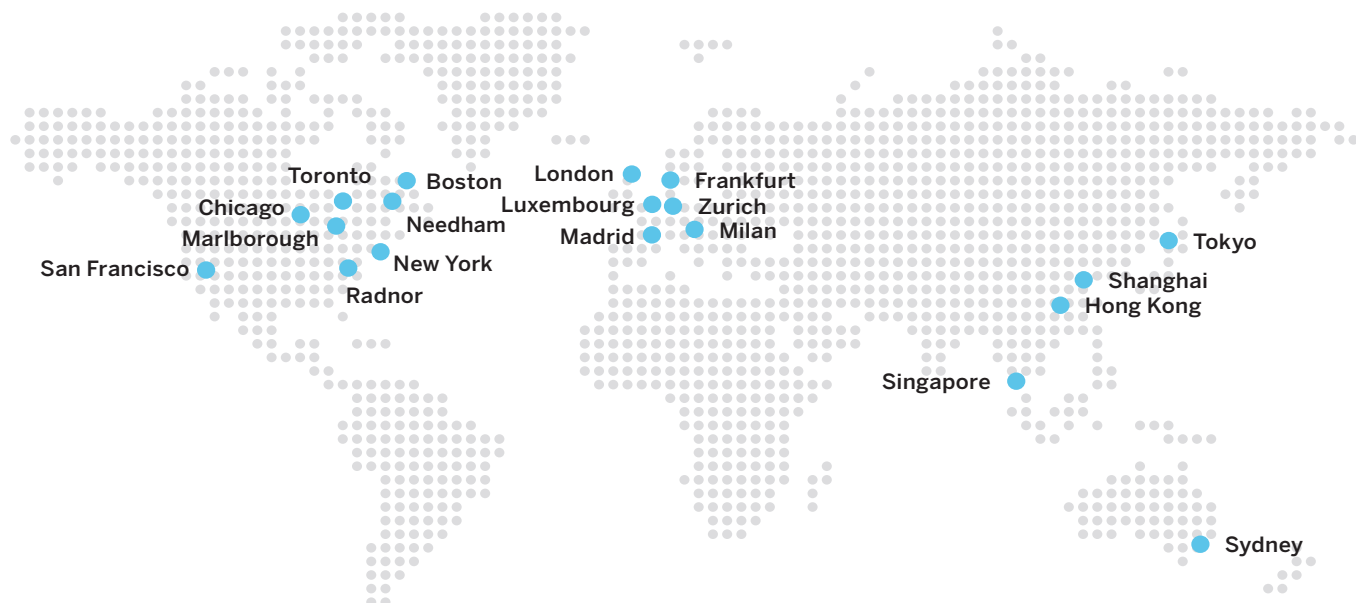 Toronto
Boston
Chicago
Needham
Marlborough
New York
San Francisco
Radnor
London
Frankfurt
Luxembourg
Zurich
Madrid
Milan
Tokyo
Shanghai
Hong Kong
Singapore
Sydney